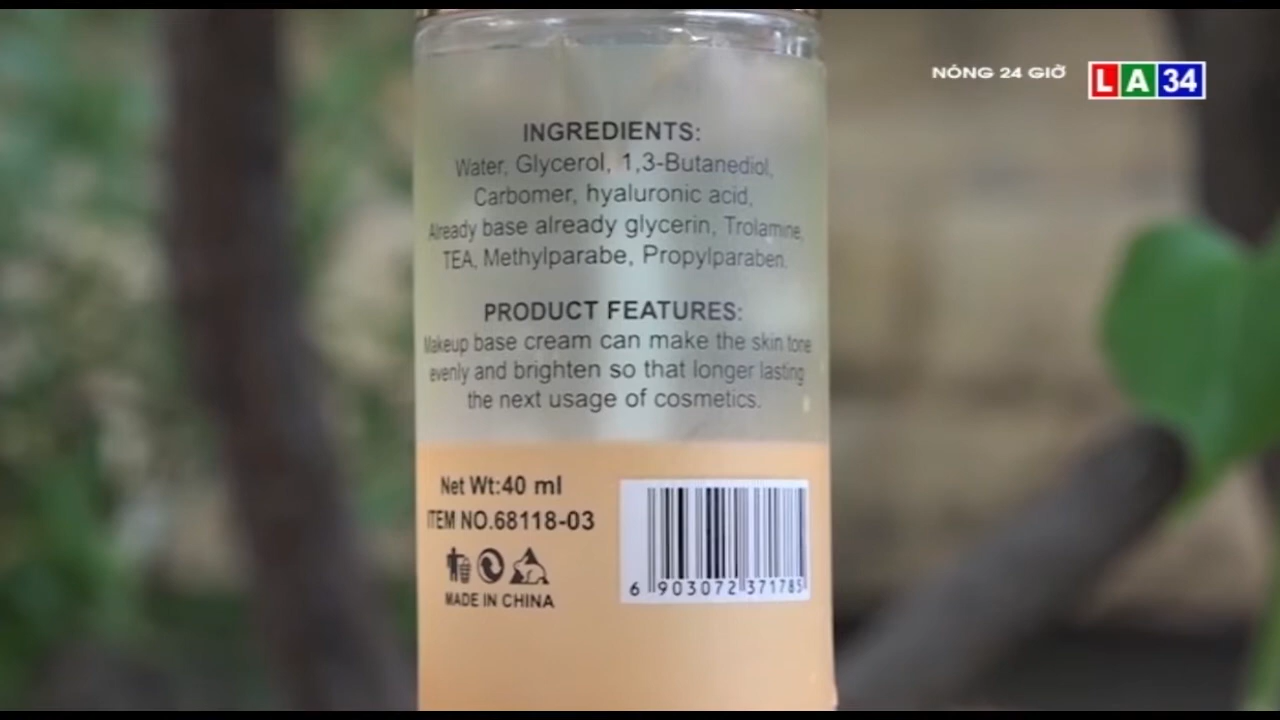 NÓNG 24 GIỜ
LA34
INGREDIENTS:
Water, Glycerol, 1,3-Butanediol,
Carbomer, hyaluronic acid,
Already base already glycerin, Trolamine,
TEA, Methylparabe, Propylparaben.
PRODUCT FEATURES:
Makeup base cream can make the skin tone
evenly and brighten so that longer lasting
the next usage of cosmetics.
Net Wt:40 ml
ITEM NO.68118-03
MADE IN CHINA
6 903072 371785